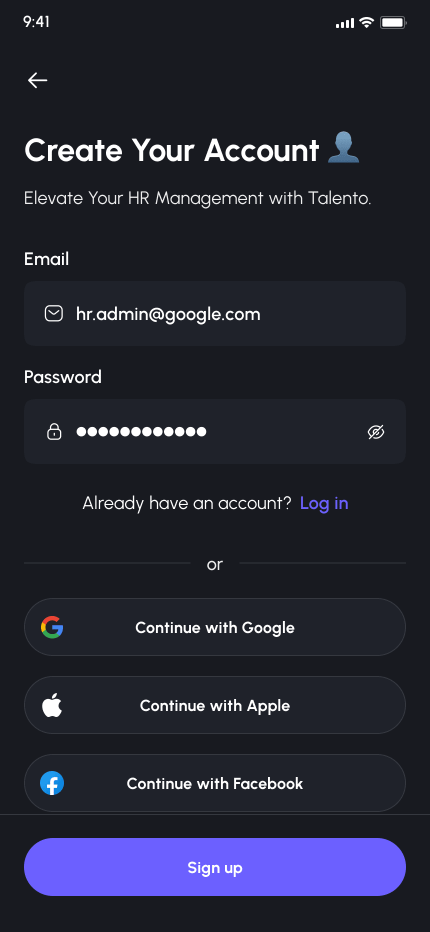 9:41
Create Your Account 👤
Elevate Your HR Management with Talento.
Email
hr.admin@google.com
Password
●●●●●●●●●●●●
Already have an account? Log in
or
Continue with Google
Continue with Apple
Continue with Facebook
Sign up